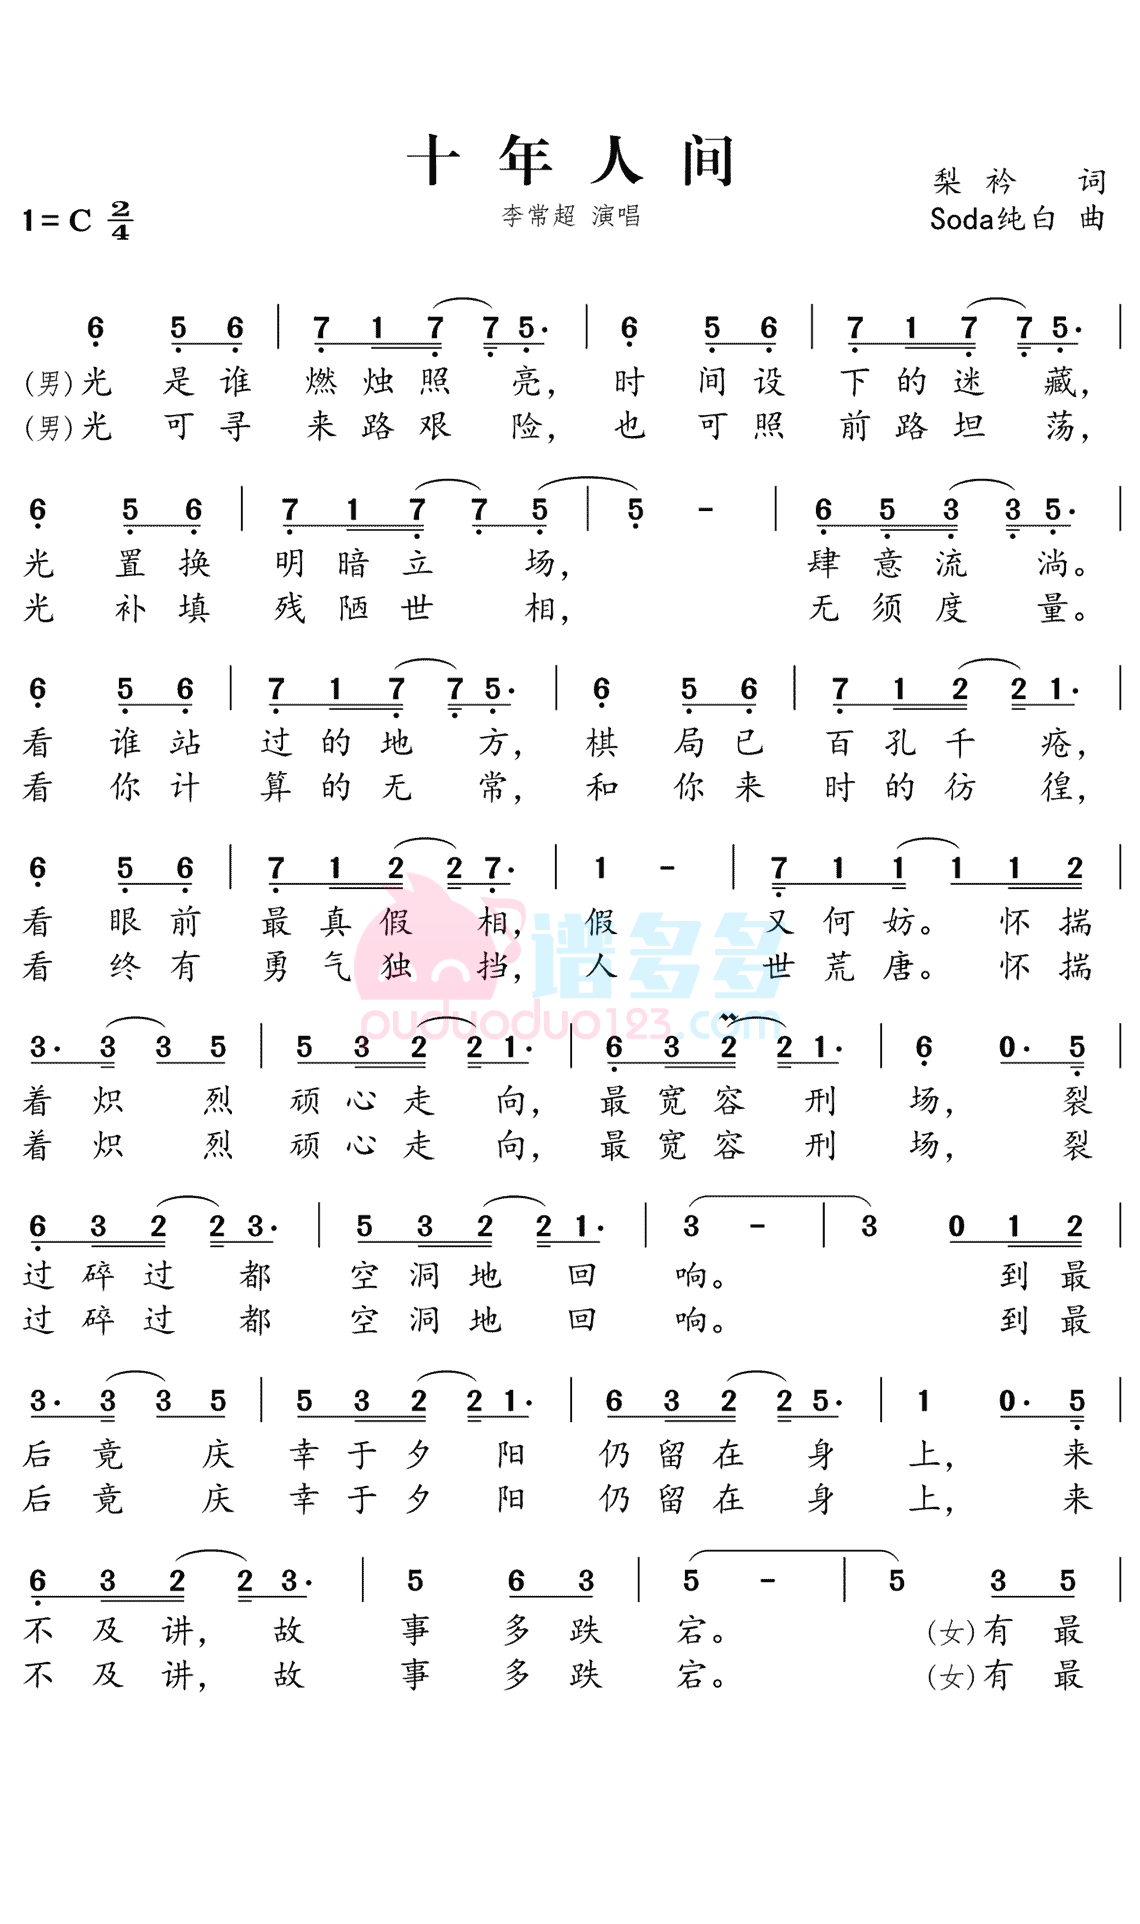 十年人间
梨衿 词
1=C 2/4 李常超 演唱 Soda纯白 曲
6 5 6 | 7 1 7 7 5· | 6 5 6 | 7 1 7 7 5· |
(男)光 是谁 燃烛照 亮, 时 间设 下的迷 藏,
(男)光 可寻 来路艰 险, 也 可照 前路坦 荡,
6 5 6 | 7 1 7 7 5 | 5 - | 6 5 3 3 5· |
光 置换 明暗立 场, 肆意流 淌。
光 补填 残陋世 相, 无须度 量。
6 5 6 | 7 1 7 7 5· | 6 5 6 | 7 1 2 2 1· |
看 谁站 过的地 方, 棋 局已 百孔千 疮,
看 你计 算的无 常, 和 你来 时的彷 徨,
6 5 6 | 7 1 2 2 7· | 1 - | 7 1 1 1 1 2 |
看 眼前 最真假 相, 假 又何妨。 怀揣
看 终有 勇气独 挡, 人 世荒唐。 怀揣
谱多多
puduoduo123.com
3· 3 3 5 | 5 3 2 2 1· | 6 3 2 2 1· | 6 0· 5 |
着 炽 烈 顽心走 向, 最宽容 刑 场, 裂
着 炽 烈 顽心走 向, 最宽容 刑 场, 裂
6 3 2 2 3· | 5 3 2 2 1· | 3 - | 3 0 1 2 |
过碎过 都 空洞地 回 响。 到最
过碎过 都 空洞地 回 响。 到最
3· 3 3 5 | 5 3 2 2 1· | 6 3 2 2 5· | 1 0· 5 |
后 竟 庆 幸于夕 阳 仍留在 身 上, 来
后 竟 庆 幸于夕 阳 仍留在 身 上, 来
6 3 2 2 3· | 5 6 3 | 5 - | 5 3 5 |
不及讲, 故 事 多跌 宕。 (女)有最
不及讲, 故 事 多跌 宕。 (女)有最